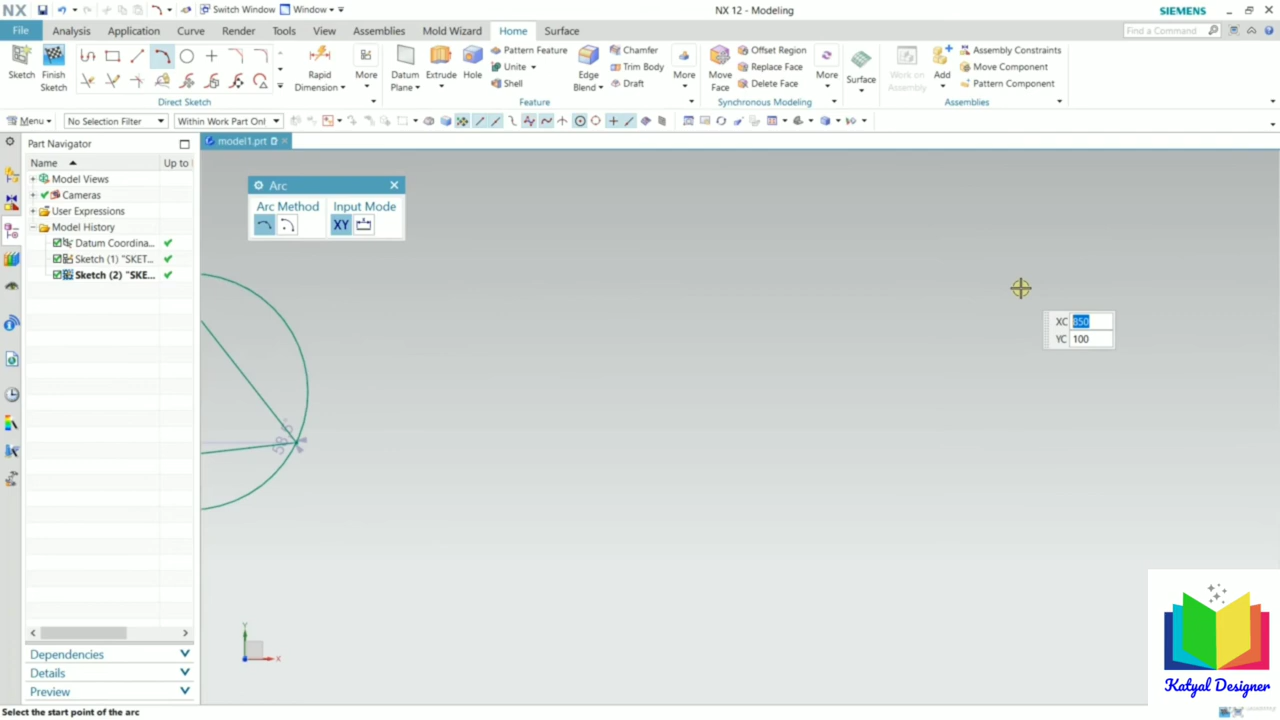 NX Switch Window Window NX 12 - Modeling SIEMENS
File Analysis Application Curve Render Tools View Assemblies Mold Wizard Home Surface Find a Command
Pattern Feature Chamfer Offset Region Assembly Constraints
Unite Trim Body Replace Face Move Component
Shell Draft Delete Face Pattern Component
Sketch Finish Sketch Rapid Dimension More Datum Plane Extrude Hole Edge Blend More Move Face More Surface Work on Assembly Add
Direct Sketch Feature Synchronous Modeling Assemblies
Menu No Selection Filter Within Work Part Onl
Part Navigator model1.prt
Name Up to
Model Views
Cameras
User Expressions
Model History
Datum Coordina...
Sketch (1) "SKET...
Sketch (2) "SKE...
Arc
Arc Method Input Mode
XY
XC 850
YC 100
Y
X
Dependencies
Details
Preview
Katyal Designer
Select the start point of the arc